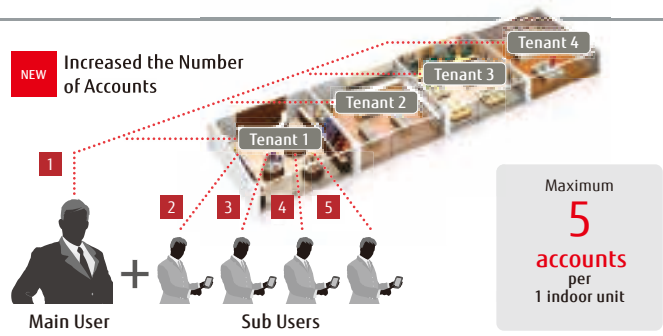 NEW
Increased the Number
of Accounts
Tenant 4
Tenant 3
Tenant 2
Tenant 1
1
2
3
4
5
Main User
+
Sub Users
Maximum
5
accounts
per
1 indoor unit